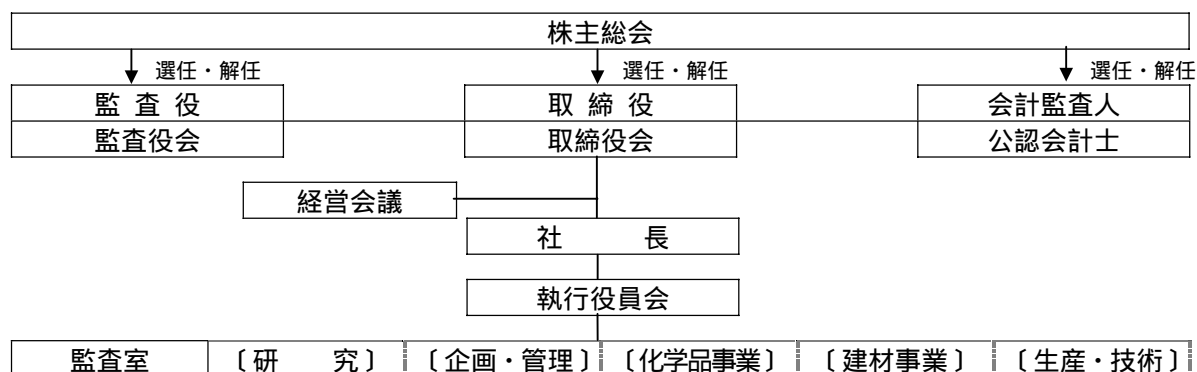 株主総会
選任・解任 選任・解任 選任・解任
監 査 役 取 締 役 会計監査人
監査役会 取締役会 公認会計士
経営会議
社 長
執行役員会
監査室 〔研 究〕 〔企画・管理〕 〔化学品事業〕 〔建材事業〕 〔生産・技術〕